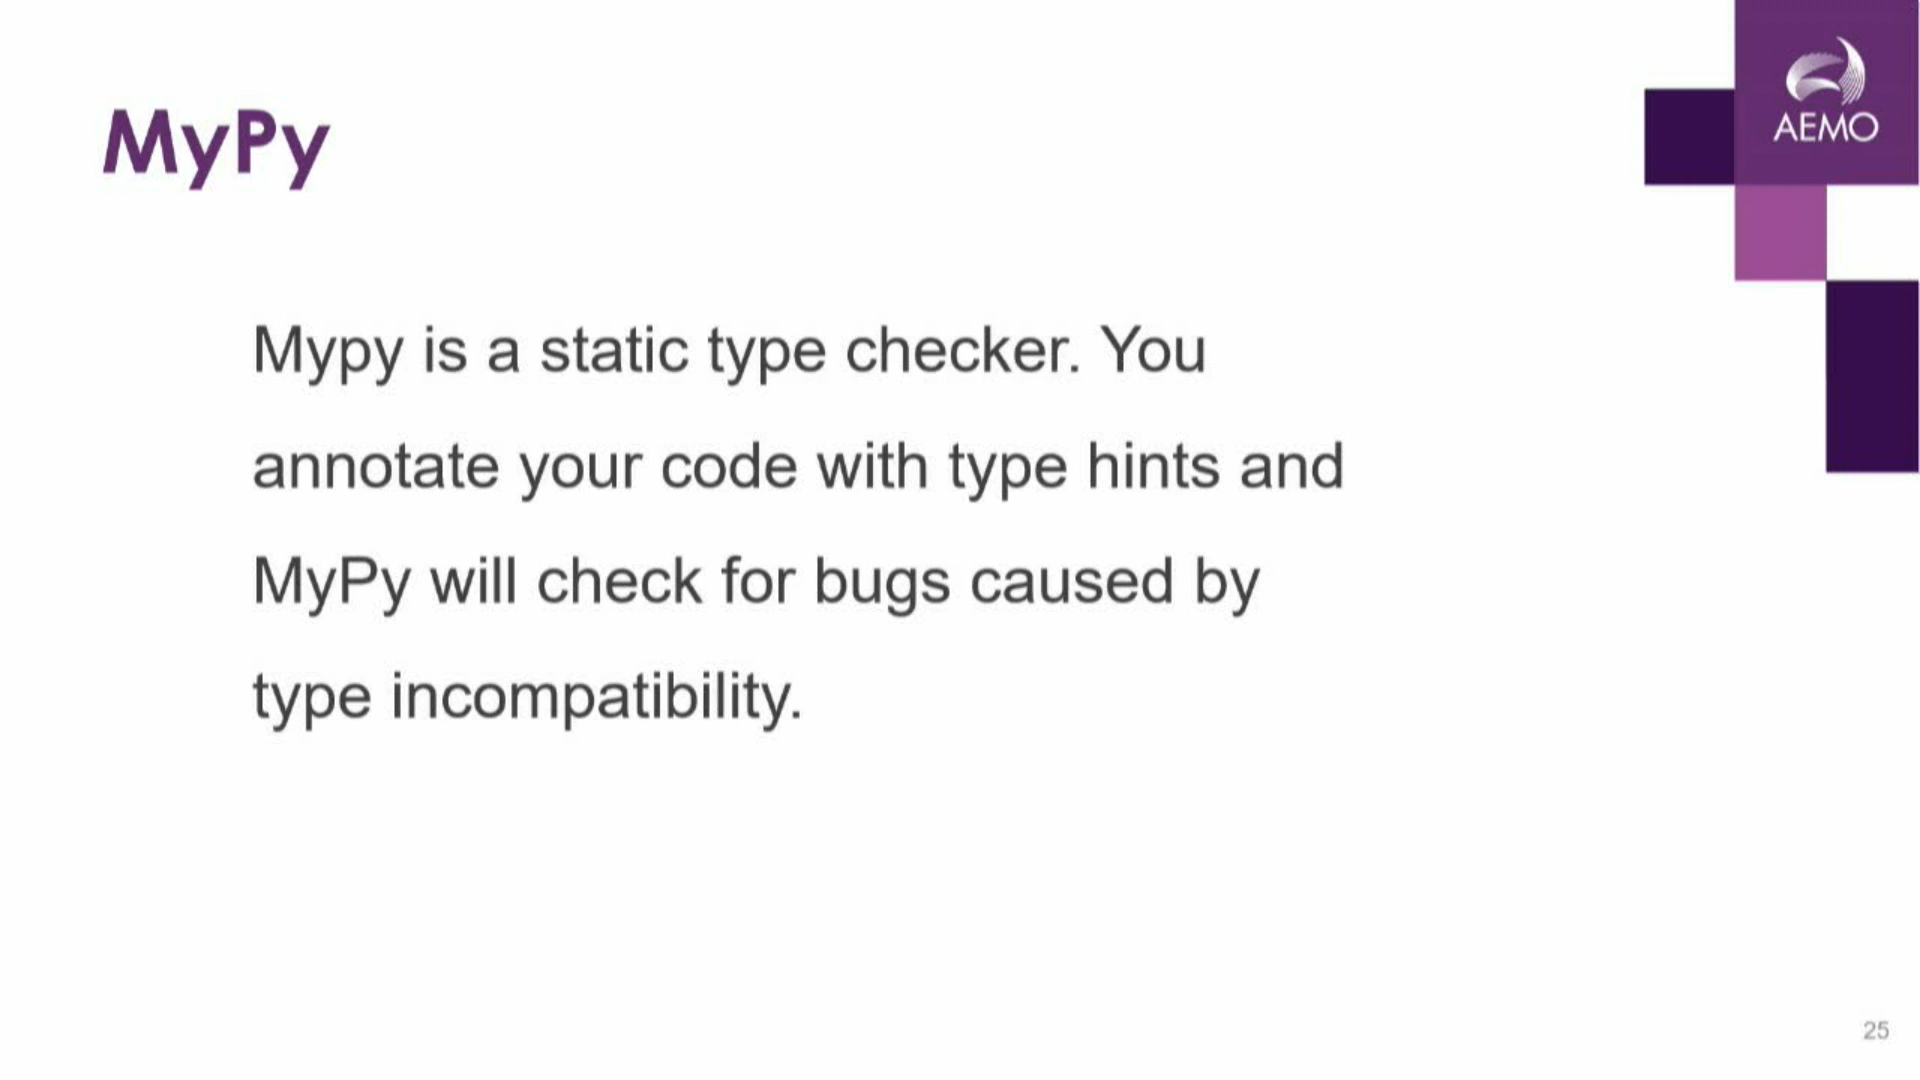 MyPy
AEMO
Mypy is a static type checker. You
annotate your code with type hints and
MyPy will check for bugs caused by
type incompatibility.
25